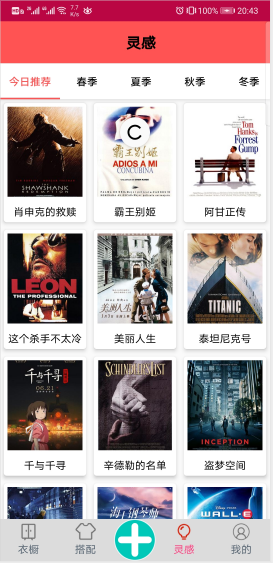 7.7
K/s
100%
20:43
灵感
今日推荐
春季
夏季
秋季
冬季
THE
SHAWSHANK
REDEMPTION
C
霸王别姬
ADIOS A MI
CONCUBINA
Tom
Hanks
Forrest
Gump
肖申克的救赎
霸王别姬
阿甘正传
LEON
THE PROFESSIONAL
美丽人生
TITANIC
这个杀手不太冷
美丽人生
泰坦尼克号
千与千寻
SCHINDLER'S LIST
INCEPTION
千与千寻
辛德勒的名单
盗梦空间
海上钢琴师
WALL·E
衣橱
搭配
灵感
我的